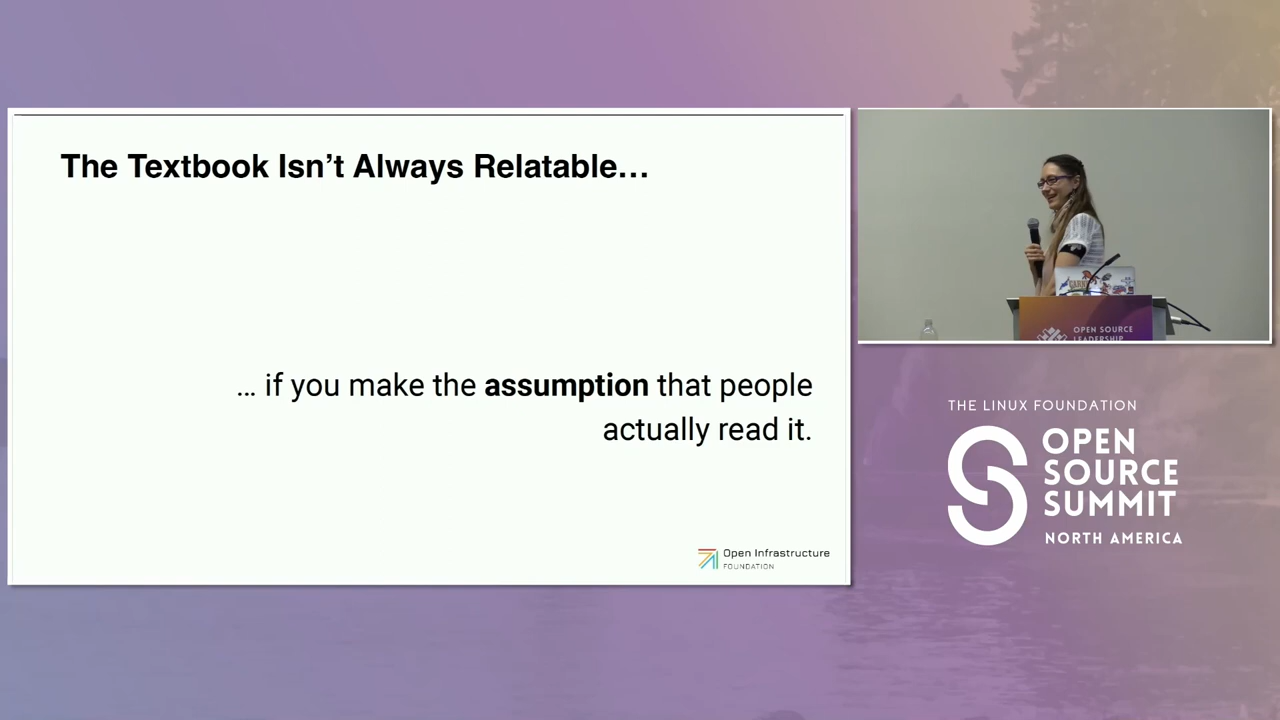 The Textbook Isn’t Always Relatable…
… if you make the assumption that people
actually read it.
Open Infrastructure
FOUNDATION
OPEN SOURCE
LEADERSHIP
THE LINUX FOUNDATION
OPEN
SOURCE
SUMMIT
NORTH AMERICA